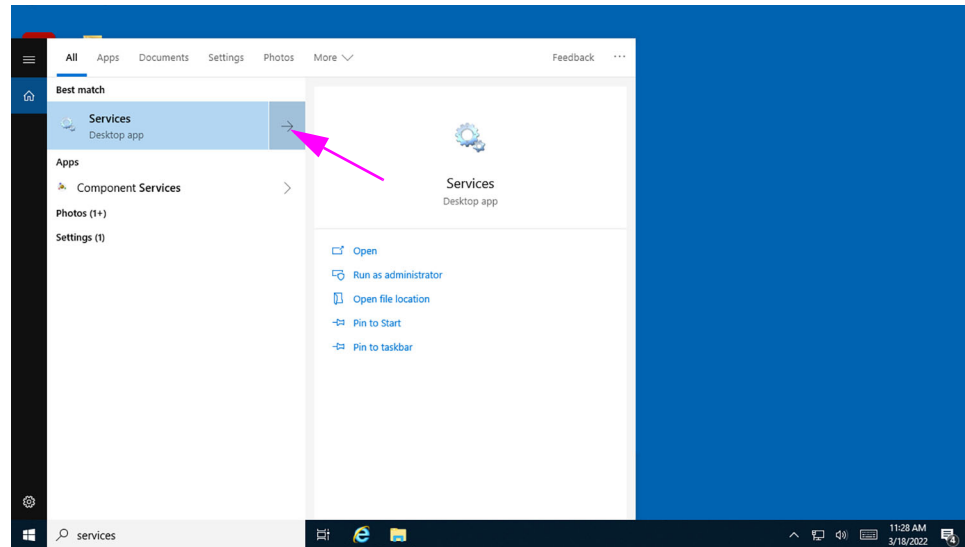 All Apps Documents Settings Photos More Feedback ...
Best match
Services
Desktop app
Apps
Component Services
Photos (1+)
Settings (1)
Services
Desktop app
Open
Run as administrator
Open file location
Pin to Start
Pin to taskbar
services
11:28 AM
3/18/2022
4